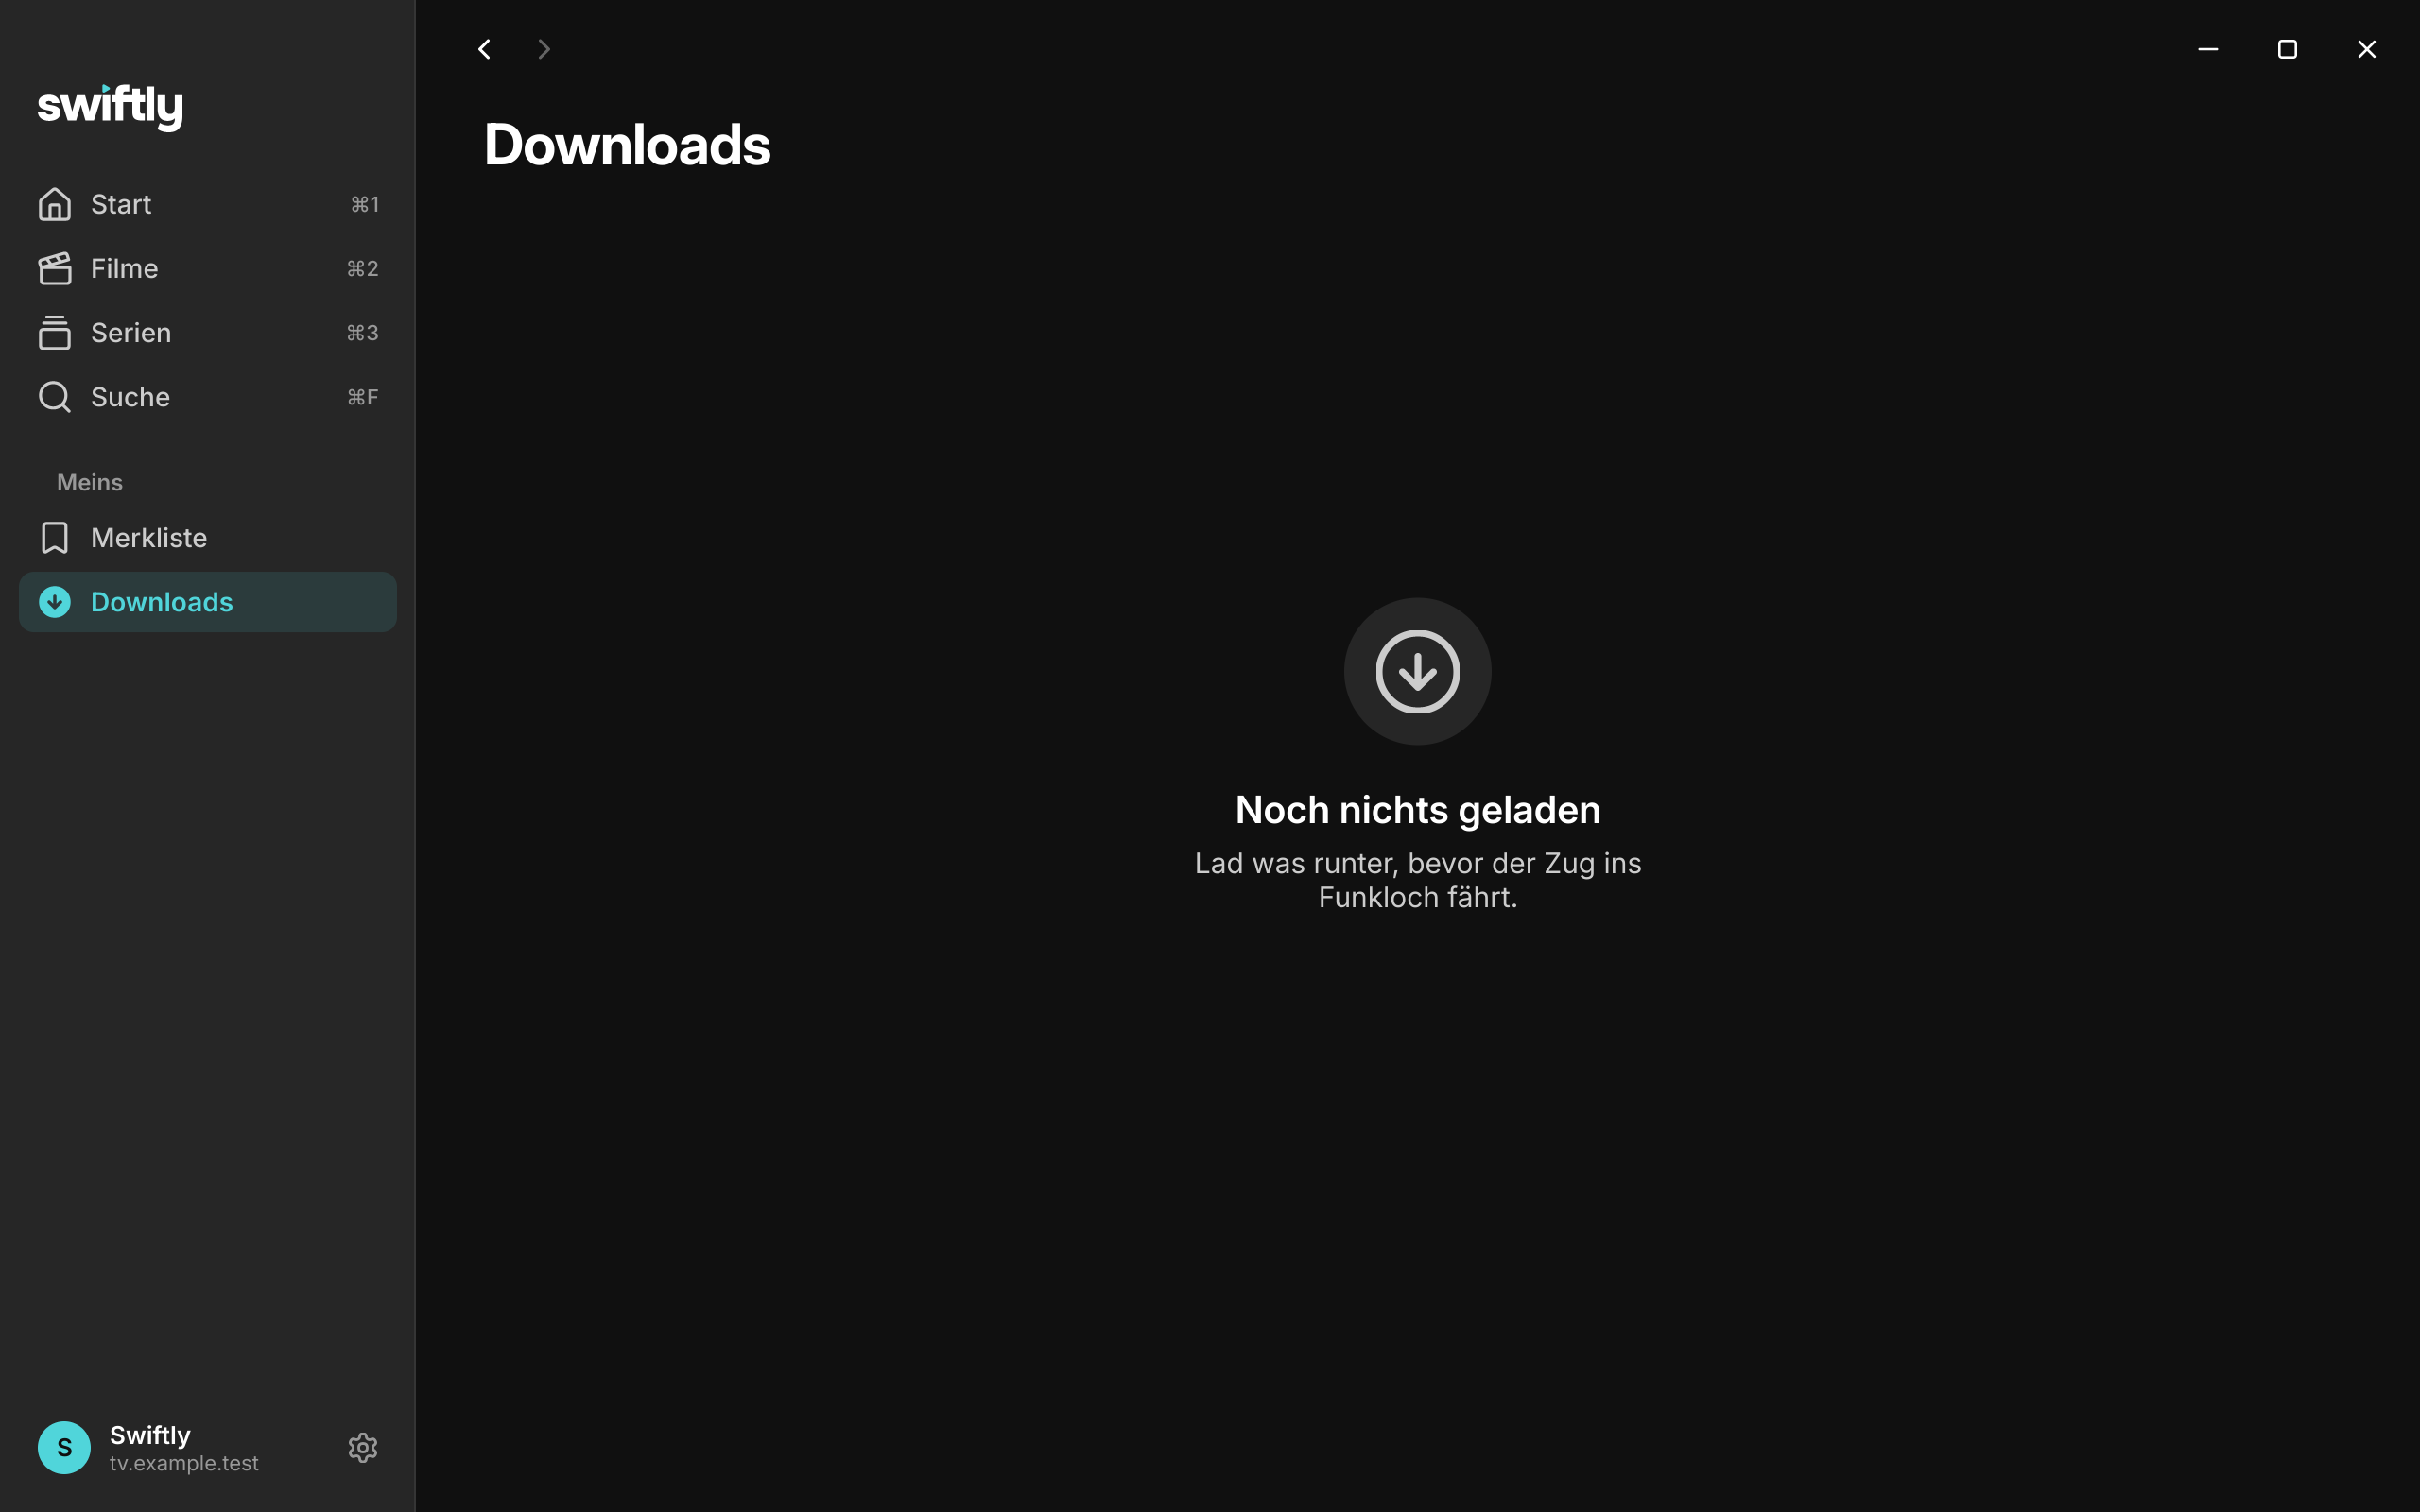 swiftly
Start ⌘1
Filme ⌘2
Serien ⌘3
Suche ⌘F
Meins
Merkliste
Downloads
Swiftly
tv.example.test
S
Downloads
Noch nichts geladen
Lad was runter, bevor der Zug ins
Funkloch fährt.